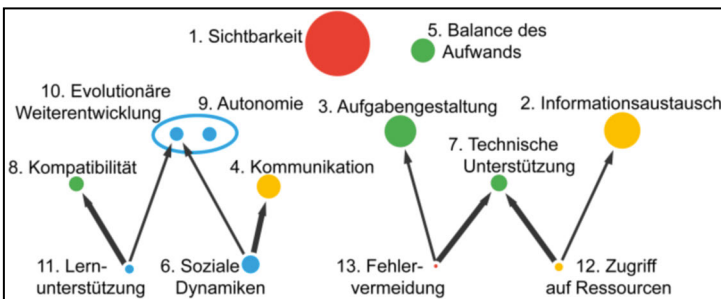 1. Sichtbarkeit
5. Balance des
Aufwands
10. Evolutionäre
Weiterentwicklung
9. Autonomie
3. Aufgabengestaltung
2. Informationsaustausch
7. Technische
Unterstützung
8. Kompatibilität
4. Kommunikation
11. Lern-
unterstützung
6. Soziale
Dynamiken
13. Fehler-
vermeidung
12. Zugriff
auf Ressourcen